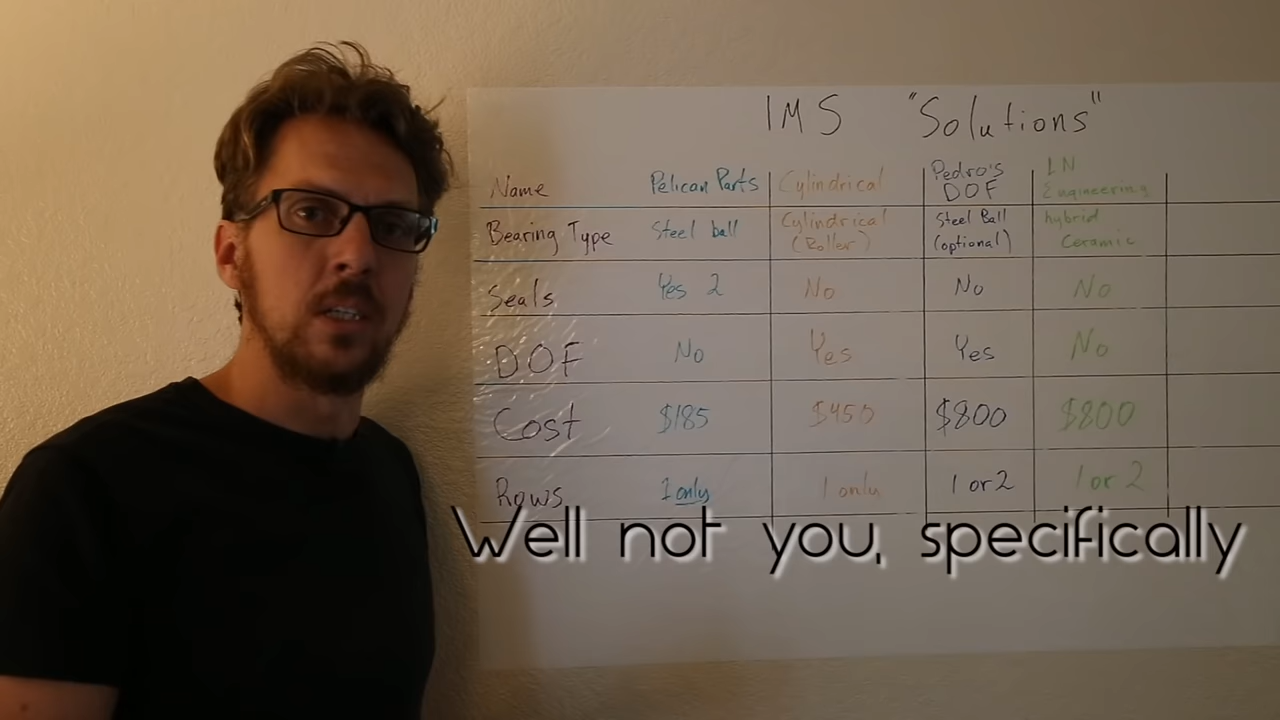 IMS "Solutions"
Name Pelican Parts Cylindrical Pedro's DOF LN Engineering
Bearing Type Steel ball Cylindrical (Roller) Steel Ball (optional) hybrid Ceramic
Seals Yes 2 No No No
DOF No Yes Yes No
Cost $185 $450 $800 $800
Rows 1 only 1 only 1 or 2 1 or 2
Well not you, specifically